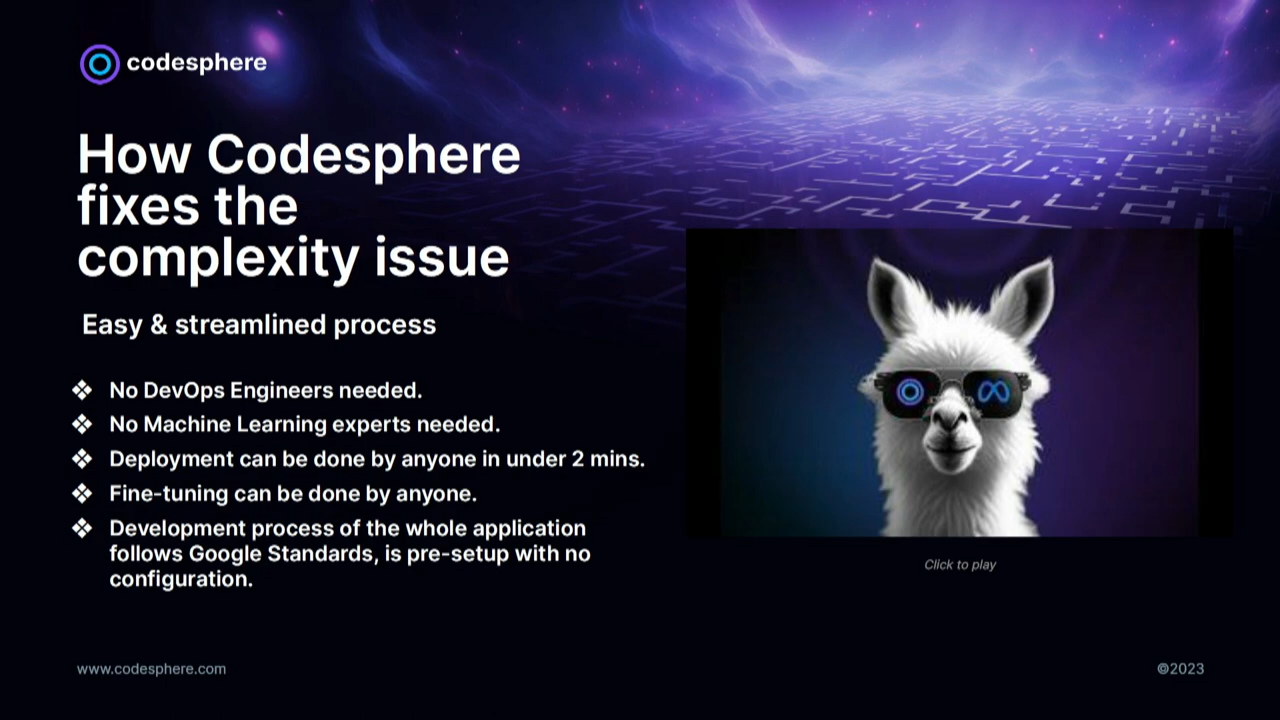 codesphere
How Codesphere
fixes the
complexity issue
Easy & streamlined process
❖ No DevOps Engineers needed.
❖ No Machine Learning experts needed.
❖ Deployment can be done by anyone in under 2 mins.
❖ Fine-tuning can be done by anyone.
❖ Development process of the whole application
follows Google Standards, is pre-setup with no
configuration.
Click to play
www.codesphere.com
©2023